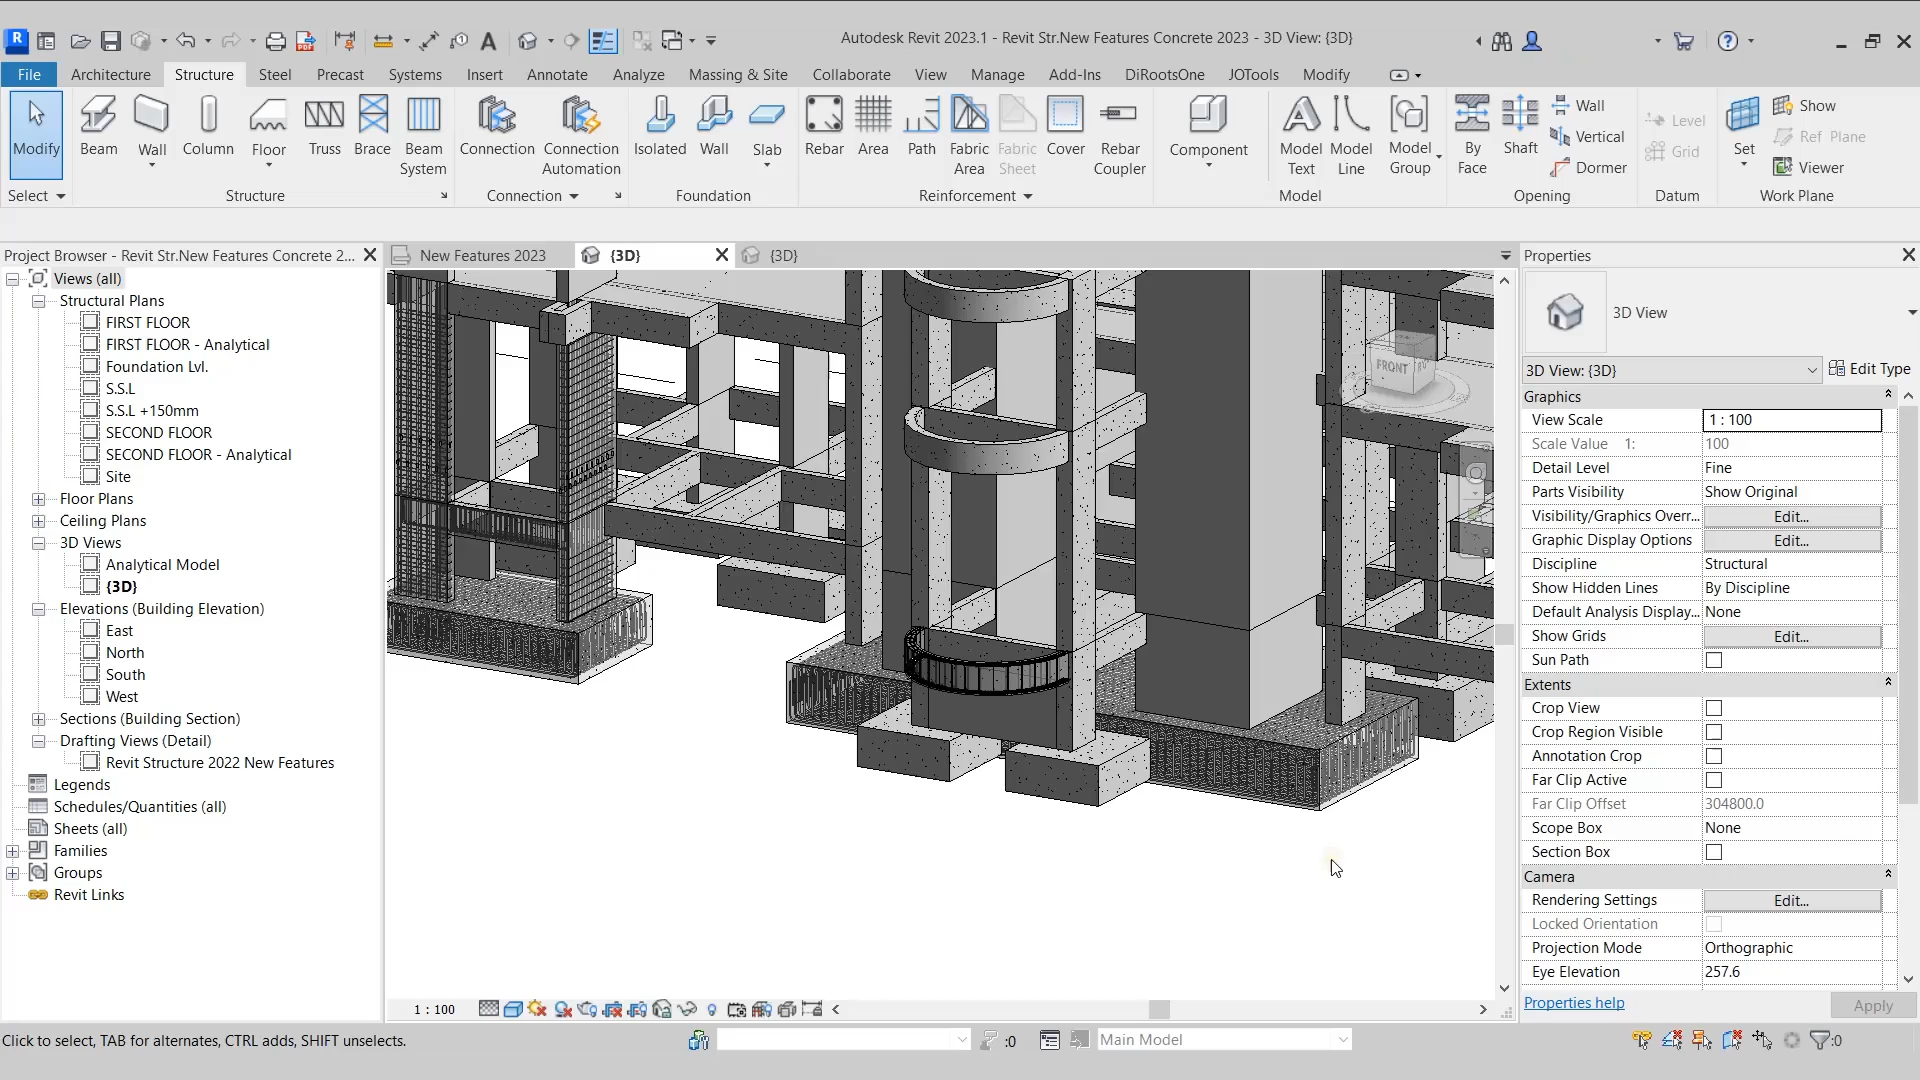 Autodesk Revit 2023.1 - Revit Str.New Features Concrete 2023 - 3D View: {3D}
File Architecture Structure Steel Precast Systems Insert Annotate Analyze Massing & Site Collaborate View Manage Add-Ins DiRootsOne JOTools Modify
Modify Beam Wall Column Floor Truss Brace Beam System Connection Connection Automation Isolated Wall Slab Rebar Area Path Fabric Area Fabric Sheet Cover Rebar Coupler Component Model Text Model Line Model Group By Face Shaft Wall Vertical Dormer Level Grid Set Show Ref Plane Viewer
Select Structure Connection Foundation Reinforcement Model Opening Datum Work Plane
Project Browser - Revit Str.New Features Concrete 2...
New Features 2023 {3D} {3D}
Views (all)
Structural Plans
FIRST FLOOR
FIRST FLOOR - Analytical
Foundation Lvl.
S.S.L
S.S.L +150mm
SECOND FLOOR
SECOND FLOOR - Analytical
Site
Floor Plans
Ceiling Plans
3D Views
Analytical Model
{3D}
Elevations (Building Elevation)
East
North
South
West
Sections (Building Section)
Drafting Views (Detail)
Revit Structure 2022 New Features
Legends
Schedules/Quantities (all)
Sheets (all)
Families
Groups
Revit Links
FRONT
1 : 100
Properties
3D View
3D View: {3D} Edit Type
Graphics
View Scale 1 : 100
Scale Value 1: 100
Detail Level Fine
Parts Visibility Show Original
Visibility/Graphics Overr... Edit...
Graphic Display Options Edit...
Discipline Structural
Show Hidden Lines By Discipline
Default Analysis Display... None
Show Grids Edit...
Sun Path
Extents
Crop View
Crop Region Visible
Annotation Crop
Far Clip Active
Far Clip Offset 304800.0
Scope Box None
Section Box
Camera
Rendering Settings Edit...
Locked Orientation
Projection Mode Orthographic
Eye Elevation 257.6
Properties help Apply
Click to select, TAB for alternates, CTRL adds, SHIFT unselects. :0 Main Model :0